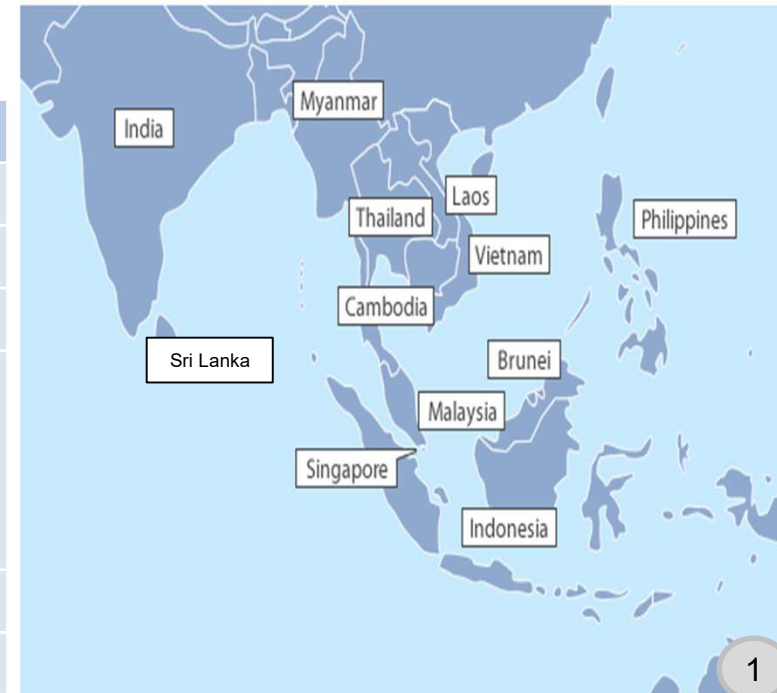 Myanmar
India
Laos
Thailand
Philippines
Vietnam
Cambodia
Sri Lanka
Brunei
Malaysia
Singapore
Indonesia
1